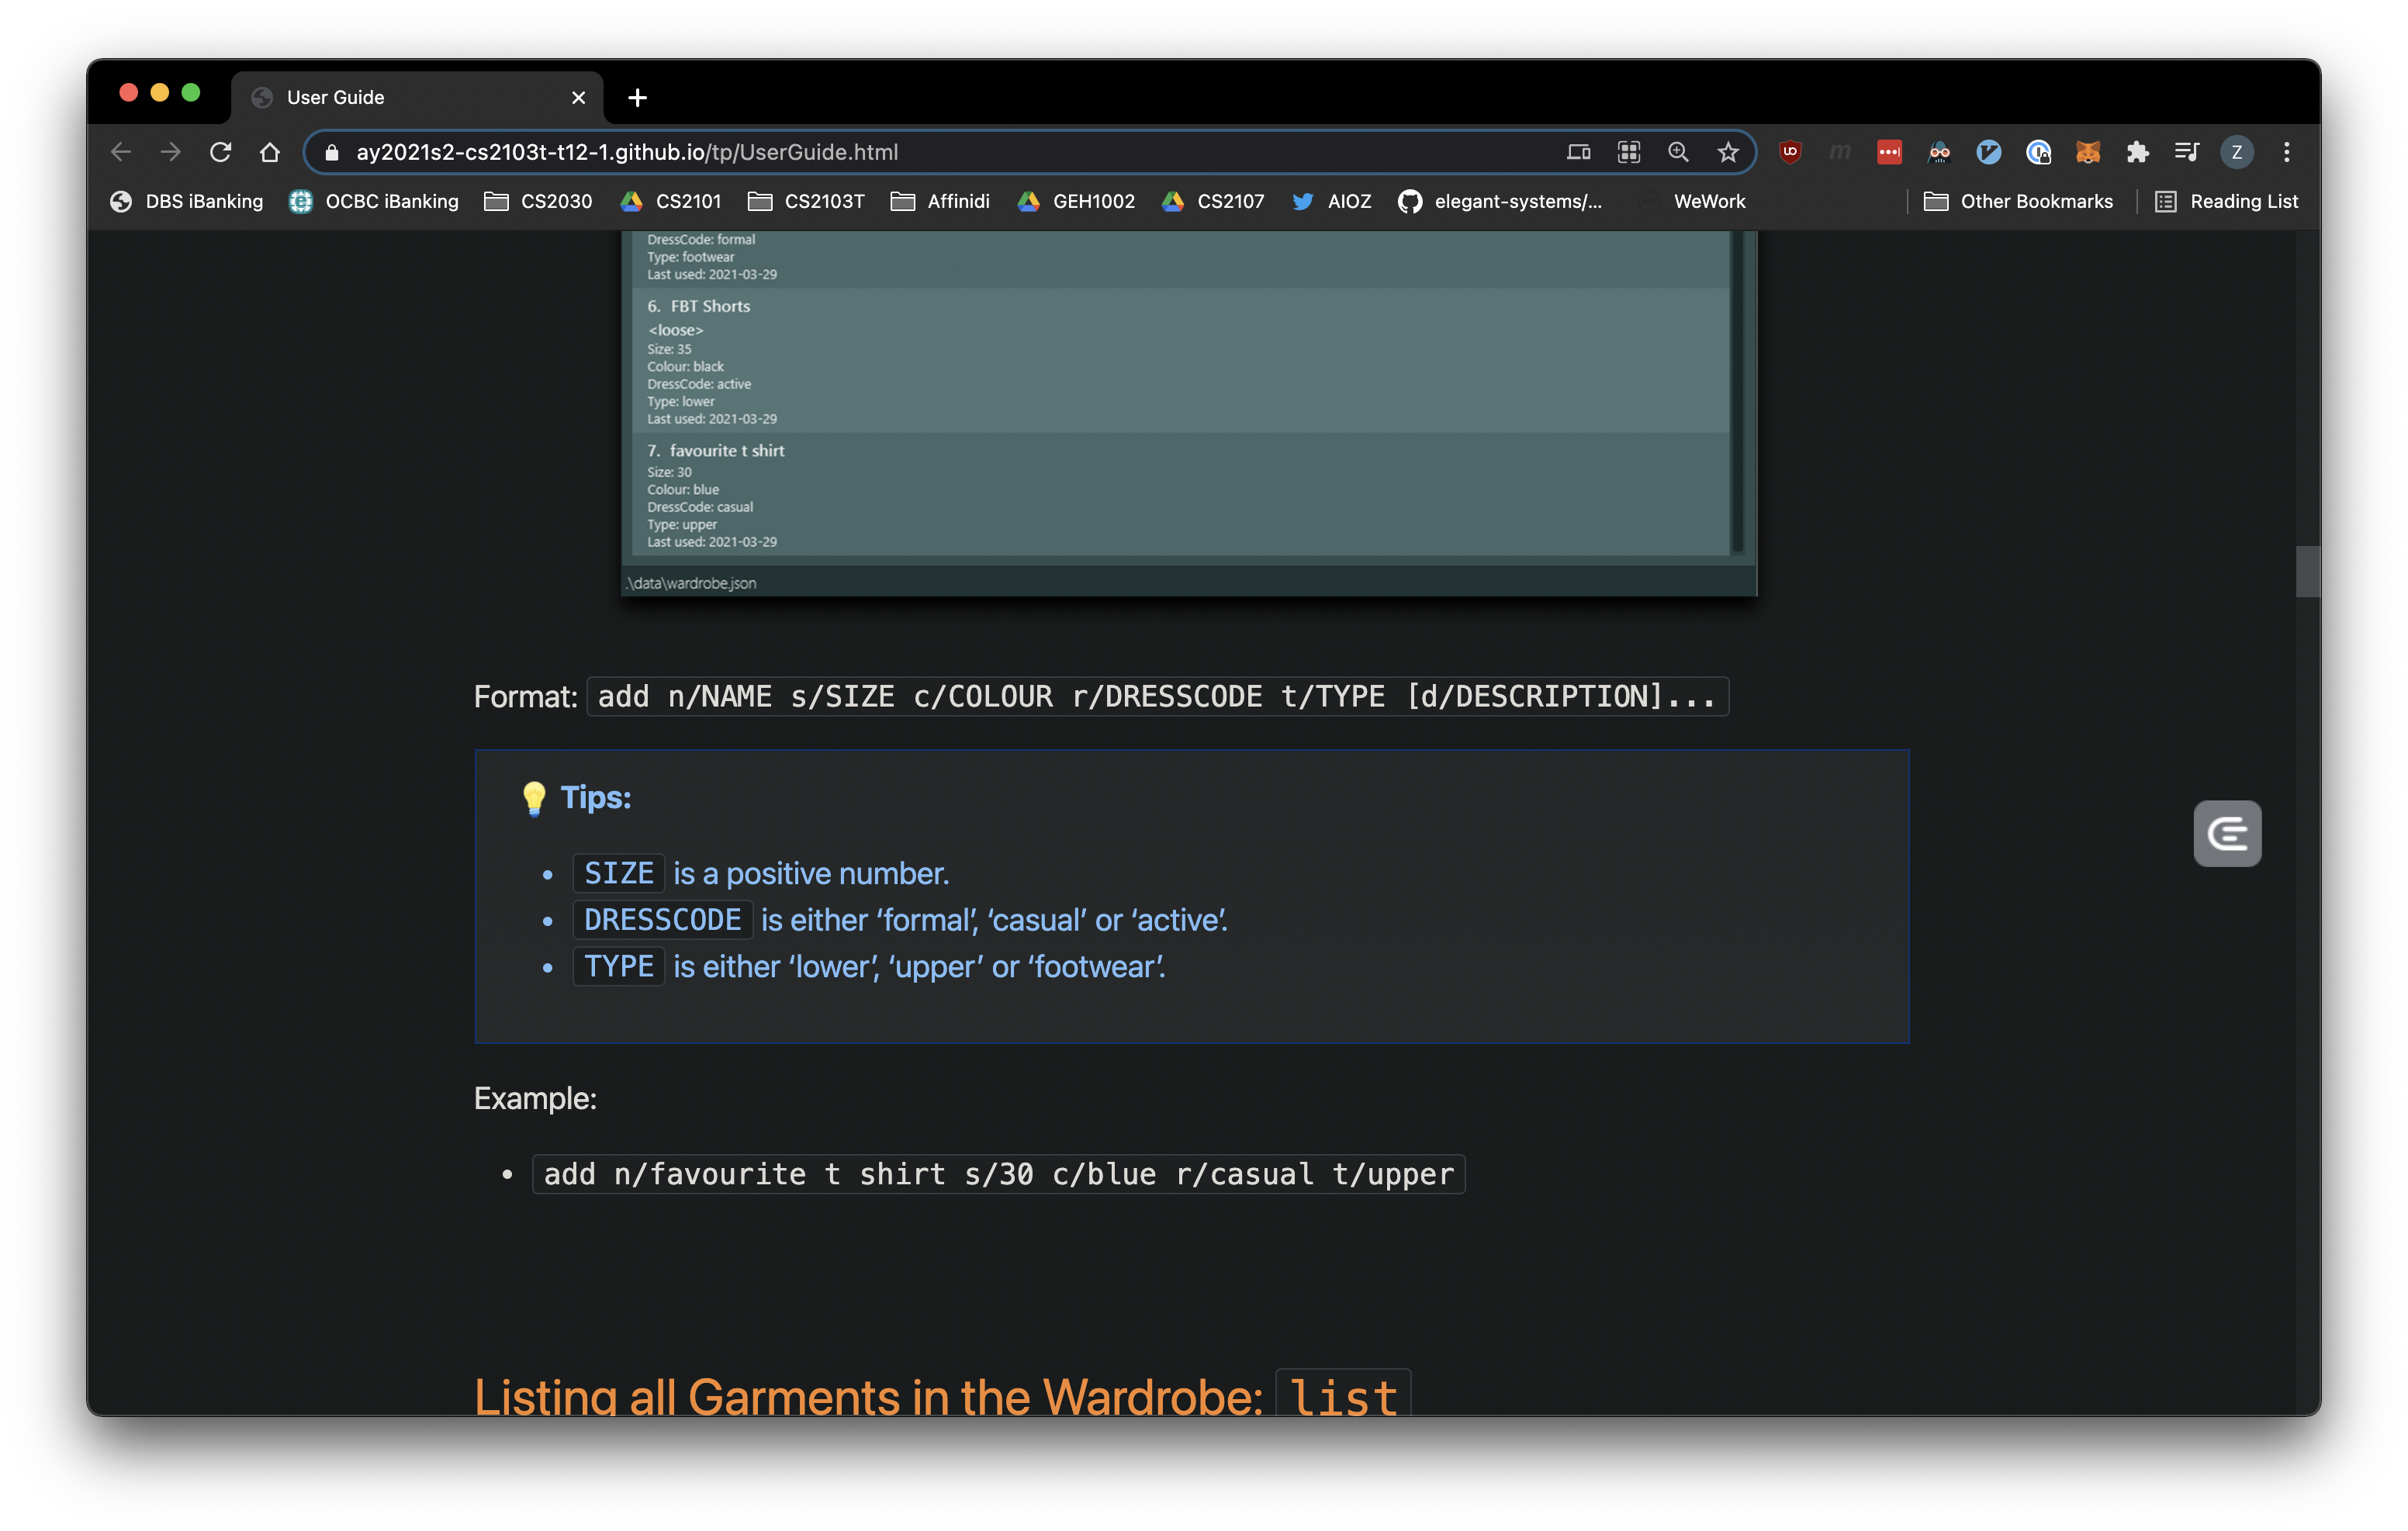 User Guide
ay2021s2-cs2103t-t12-1.github.io/tp/UserGuide.html
Z
DBS iBanking
OCBC iBanking
CS2030
CS2101
CS2103T
Affinidi
GEH1002
CS2107
AIOZ
elegant-systems/...
WeWork
Other Bookmarks
Reading List
DressCode: formal
Type: footwear
Last used: 2021-03-29
6. FBT Shorts
<loose>
Size: 35
Colour: black
DressCode: active
Type: lower
Last used: 2021-03-29
7. favourite t shirt
Size: 30
Colour: blue
DressCode: casual
Type: upper
Last used: 2021-03-29
.\data\wardrobe.json
Format: add n/NAME s/SIZE c/COLOUR r/DRESSCODE t/TYPE [d/DESCRIPTION]...
💡 Tips:
• SIZE is a positive number.
• DRESSCODE is either ‘formal’, ‘casual’ or ‘active’.
• TYPE is either ‘lower’, ‘upper’ or ‘footwear’.
Example:
• add n/favourite t shirt s/30 c/blue r/casual t/upper
Listing all Garments in the Wardrobe: list